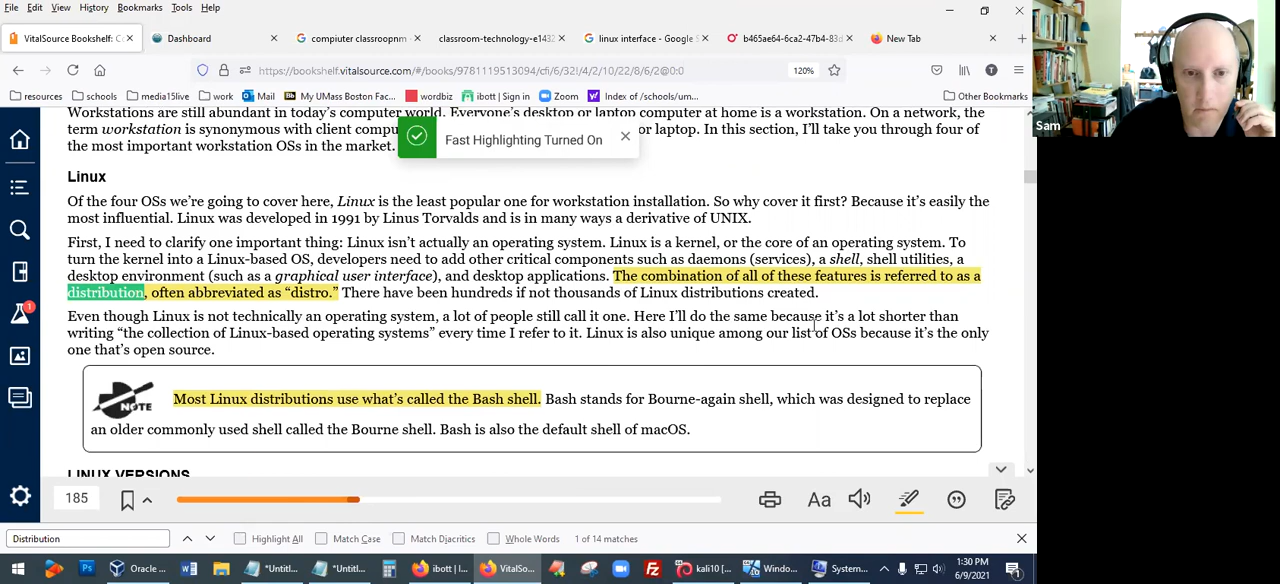 File Edit View History Bookmarks Tools Help
VitalSource Bookshelf: Cc Dashboard compiuter classroopnm - classroom-technology-e1432 linux interface - Google S b465ae64-6ca2-47b4-83d New Tab
https://bookshelf.vitalsource.com/#/books/9781119513094/cfi/6/32!/4/2/10/22/8/6/2@0:0 120%
resources schools media15live work Mail My UMass Boston Fac... wordbiz ibott | Sign in Zoom Index of /schools/um... Other Bookmarks
Workstations are still abundant in today's computer world. Everyone's desktop or laptop computer at home is a workstation. On a network, the
term workstation is synonymous with client compu or laptop. In this section, I'll take you through four of
the most important workstation OSs in the market.
Fast Highlighting Turned On
Sam
Linux
Of the four OSs we're going to cover here, Linux is the least popular one for workstation installation. So why cover it first? Because it's easily the
most influential. Linux was developed in 1991 by Linus Torvalds and is in many ways a derivative of UNIX.
First, I need to clarify one important thing: Linux isn't actually an operating system. Linux is a kernel, or the core of an operating system. To
turn the kernel into a Linux-based OS, developers need to add other critical components such as daemons (services), a shell, shell utilities, a
desktop environment (such as a graphical user interface), and desktop applications. The combination of all of these features is referred to as a
distribution, often abbreviated as “distro.” There have been hundreds if not thousands of Linux distributions created.
Even though Linux is not technically an operating system, a lot of people still call it one. Here I'll do the same because it's a lot shorter than
writing “the collection of Linux-based operating systems” every time I refer to it. Linux is also unique among our list of OSs because it's the only
one that's open source.
NOTE
Most Linux distributions use what's called the Bash shell. Bash stands for Bourne-again shell, which was designed to replace
an older commonly used shell called the Bourne shell. Bash is also the default shell of macOS.
LINUX VERSIONS
185 Aa
Distribution Highlight All Match Case Match Diacritics Whole Words 1 of 14 matches
Oracle ... *Untitl... *Untitl... ibott | I... VitalSo... kali10 [... Window... System... 1:30 PM
6/9/2021